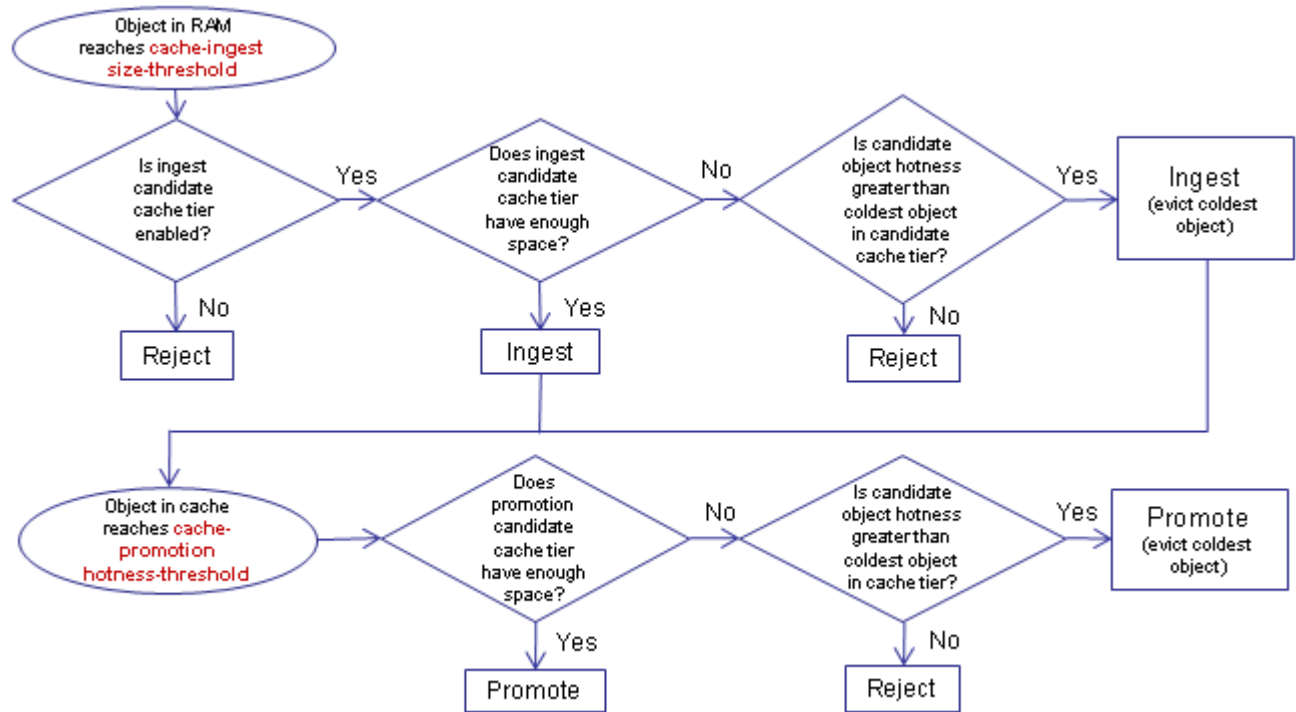 Object in RAM
reaches cache-ingest
size-threshold
Is ingest
candidate
cache tier
enabled?
Yes
No
Reject
Does ingest
candidate
cache tier
have enough
space?
No
Yes
Ingest
Is candidate
object hotness
greater than
coldest object
in candidate
cache tier?
Yes
No
Reject
Ingest
(evict coldest
object)
Object in cache
reaches cache-
promotion
hotness-threshold)
Does
promotion
candidate
cache tier
have enough
space?
No
Yes
Promote
Is candidate
object hotness
greater than
coldest object
in cache tier?
Yes
No
Reject
Promote
(evict coldest
object)